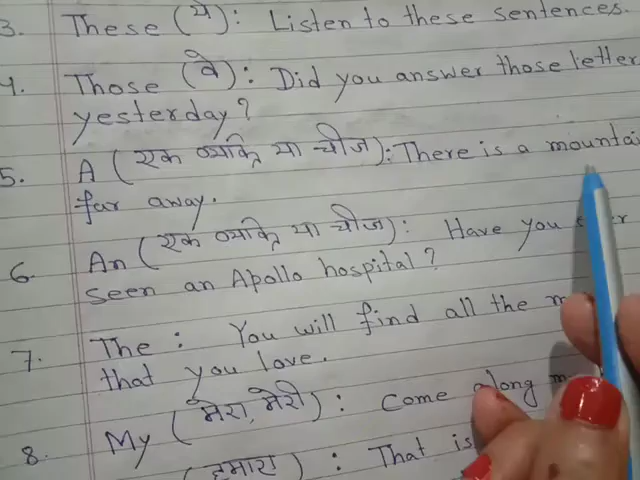 3. These (ये): Listen to these sentences.
4. Those (वे): Did you answer those letter
yesterday?
5. A (एक व्यक्ति या चीज): There is a mountai
far away.
6. An (एक व्यक्ति या चीज): Have you
seen an Apollo hospital?
7. The : You will find all the
that you love.
8. My (मेरा, मेरी): Come along
(हमारा) : That is